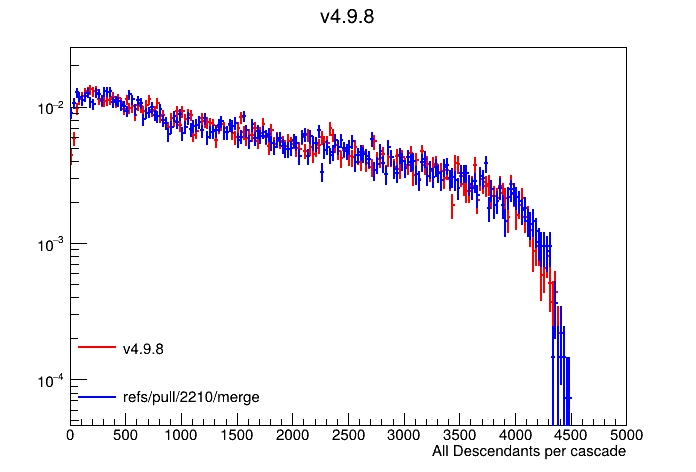 v4.9.8
10⁻²
10⁻³
10⁻⁴
v4.9.8
refs/pull/2210/merge
0 500 1000 1500 2000 2500 3000 3500 4000 4500 5000
All Descendants per cascade